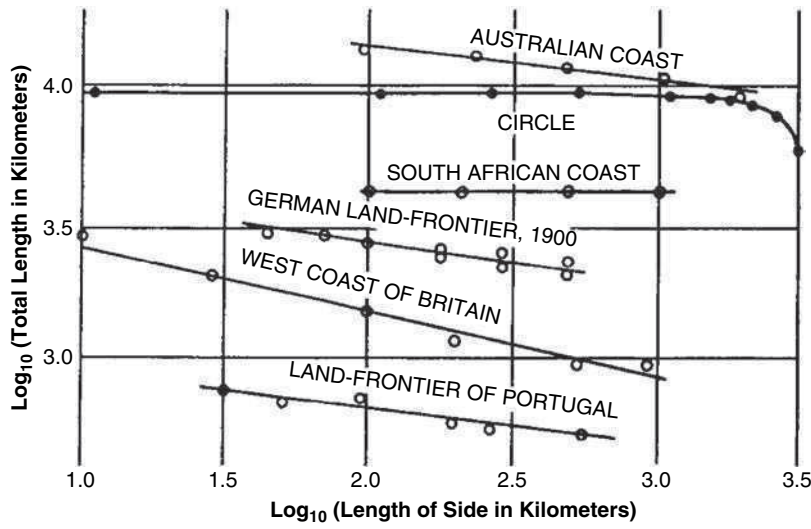 AUSTRALIAN COAST
4.0
CIRCLE
SOUTH AFRICAN COAST
3.5
GERMAN LAND-FRONTIER, 1900
WEST COAST OF BRITAIN
3.0
LAND-FRONTIER OF PORTUGAL
Log10 (Total Length in Kilometers)
1.0 1.5 2.0 2.5 3.0 3.5
Log10 (Length of Side in Kilometers)